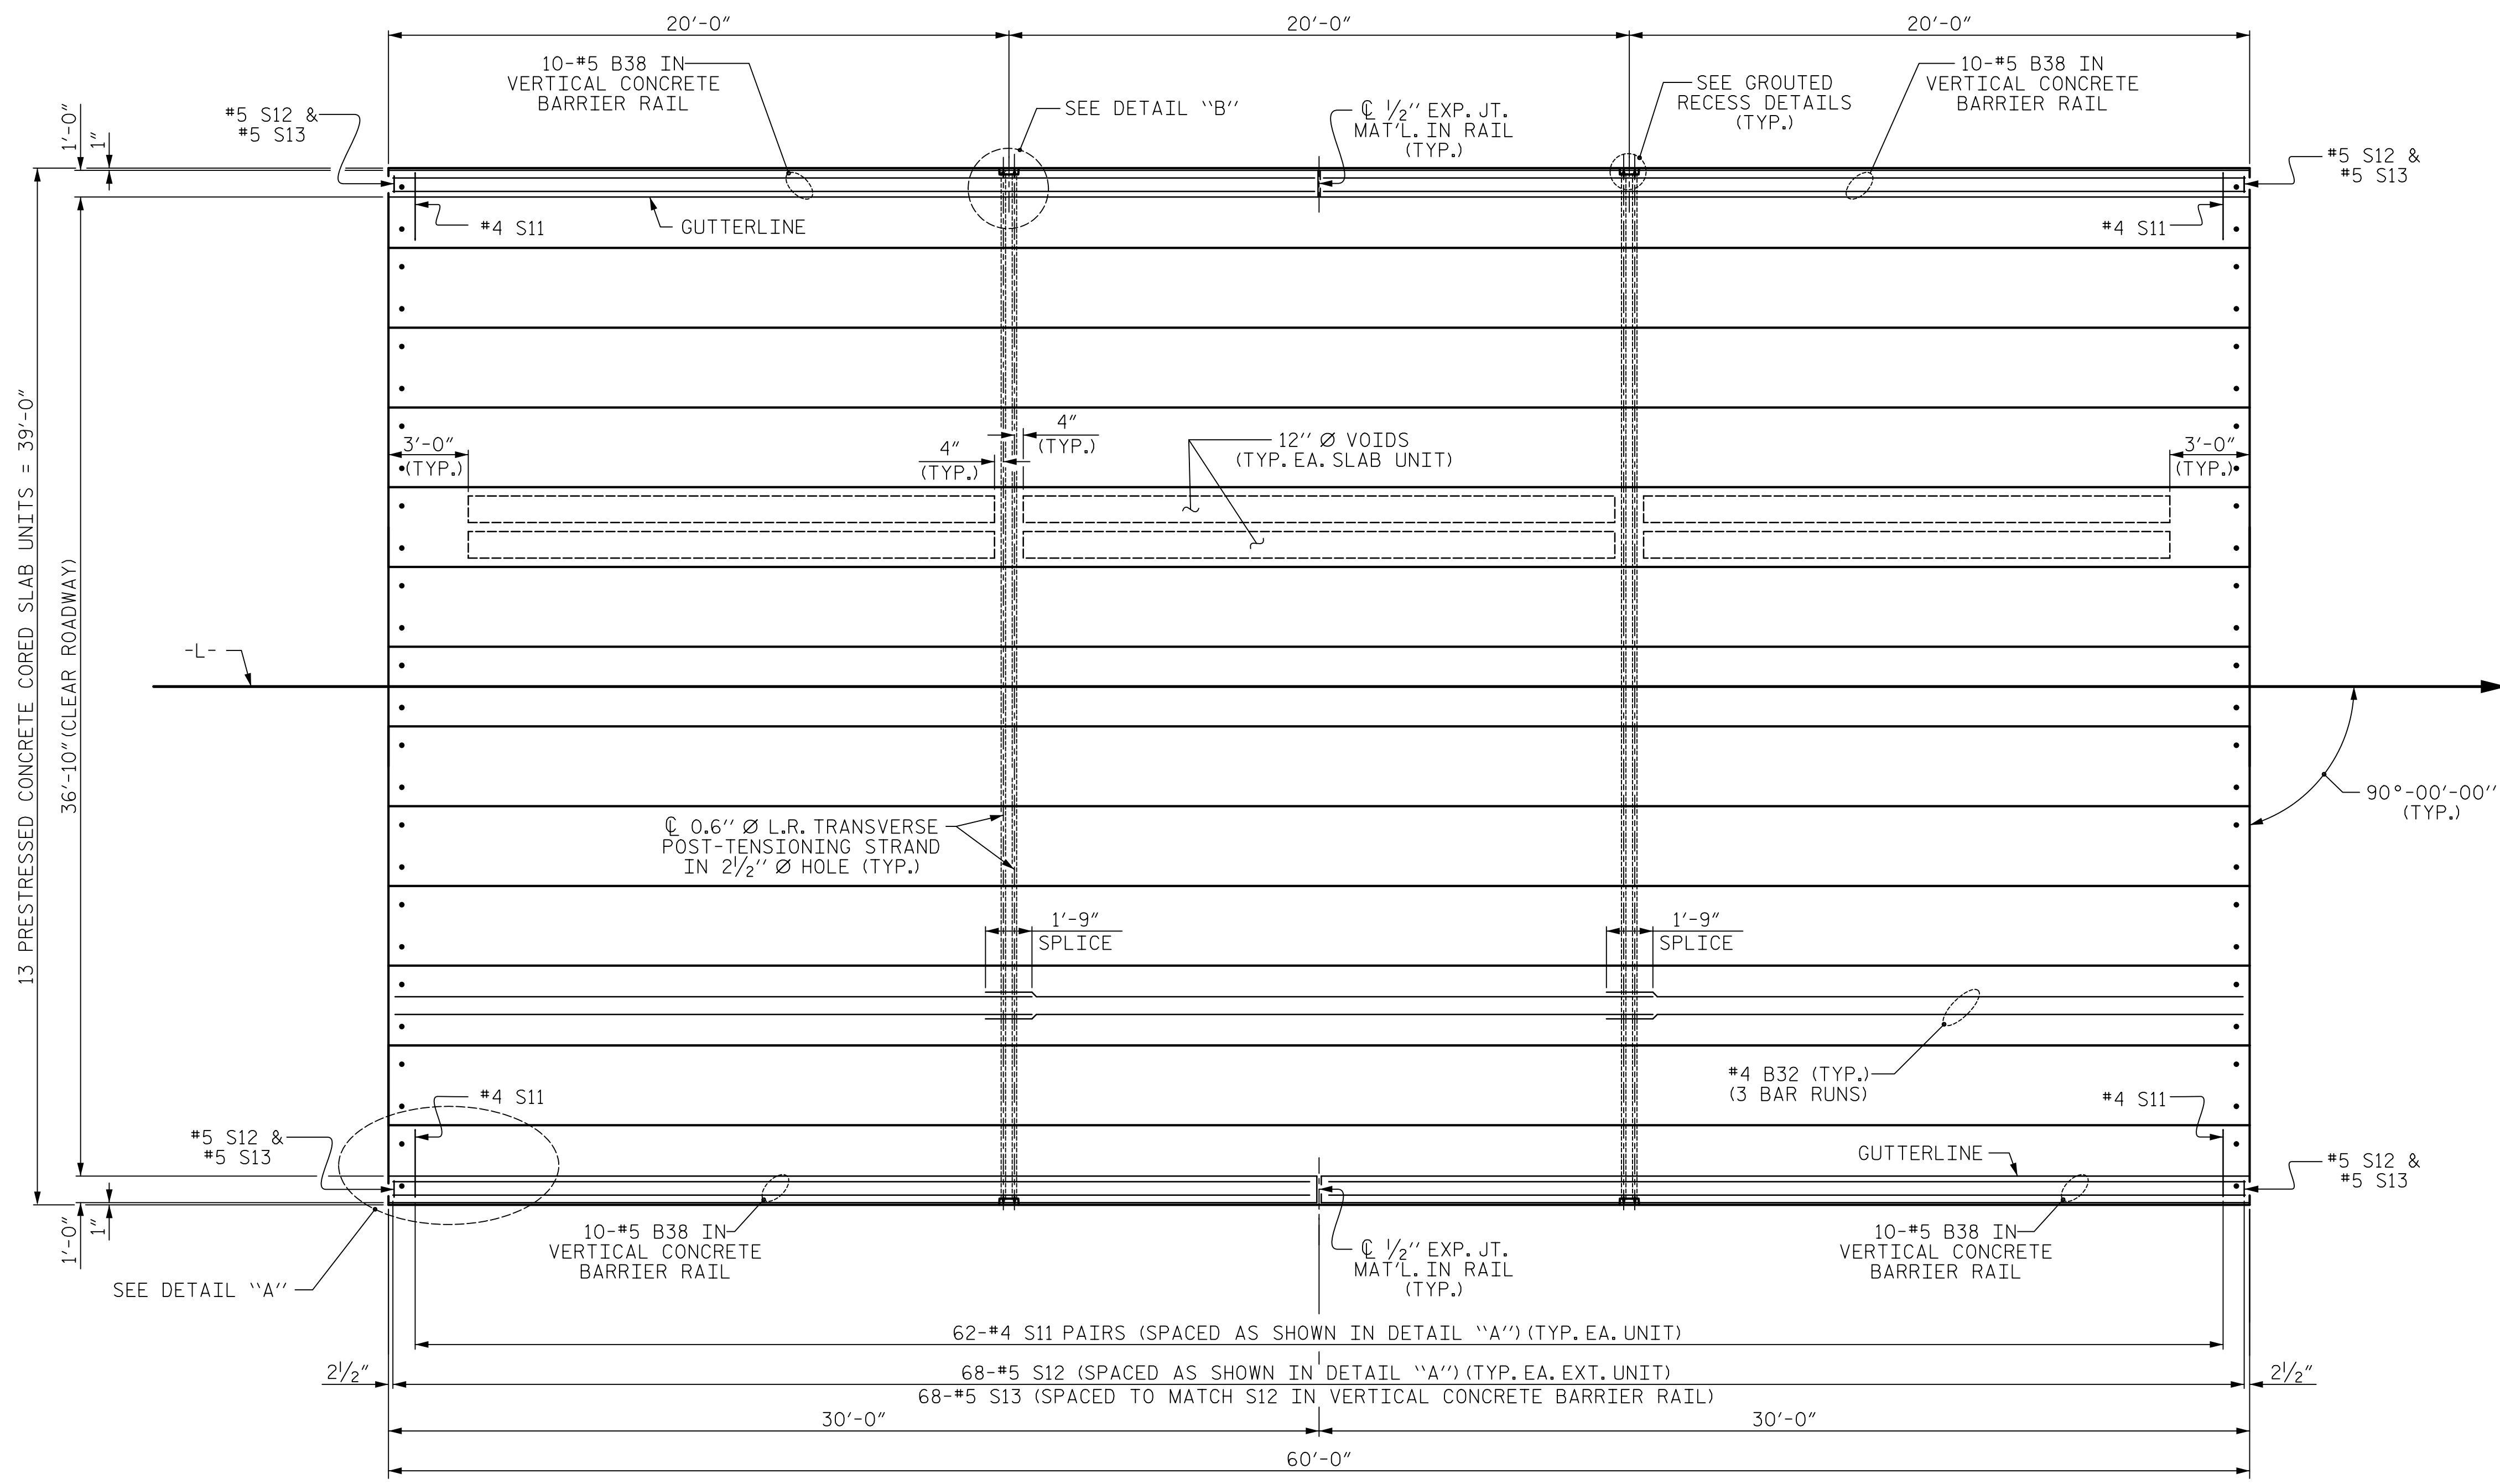 20'-0"
20'-0"
20'-0"
10-#5 B38 IN
VERTICAL CONCRETE
BARRIER RAIL
SEE DETAIL "B"
℄ 1/2" EXP. JT.
MAT'L. IN RAIL
(TYP.)
SEE GROUTED
RECESS DETAILS
(TYP.)
10-#5 B38 IN
VERTICAL CONCRETE
BARRIER RAIL
#5 S12 &
#5 S13
1'-0"
1"
#5 S12 &
#5 S13
#4 S11
GUTTERLINE
#4 S11
3'-0"
(TYP.)
4"
(TYP.)
4"
(TYP.)
12" Ø VOIDS
(TYP. EA. SLAB UNIT)
3'-0"
(TYP.)
13 PRESTRESSED CONCRETE CORED SLAB UNITS = 39'-0"
36'-10" (CLEAR ROADWAY)
-L-
90°-00'-00"
(TYP.)
℄ 0.6" Ø L.R. TRANSVERSE
POST-TENSIONING STRAND
IN 2 1/2" Ø HOLE (TYP.)
1'-9"
SPLICE
1'-9"
SPLICE
#4 B32 (TYP.)
(3 BAR RUNS)
#4 S11
#4 S11
#5 S12 &
#5 S13
GUTTERLINE
#5 S12 &
#5 S13
1'-0"
1"
10-#5 B38 IN
VERTICAL CONCRETE
BARRIER RAIL
℄ 1/2" EXP. JT.
MAT'L. IN RAIL
(TYP.)
10-#5 B38 IN
VERTICAL CONCRETE
BARRIER RAIL
SEE DETAIL "A"
62-#4 S11 PAIRS (SPACED AS SHOWN IN DETAIL "A") (TYP. EA. UNIT)
2 1/2"
68-#5 S12 (SPACED AS SHOWN IN DETAIL "A") (TYP. EA. EXT. UNIT)
2 1/2"
68-#5 S13 (SPACED TO MATCH S12 IN VERTICAL CONCRETE BARRIER RAIL)
30'-0"
30'-0"
60'-0"